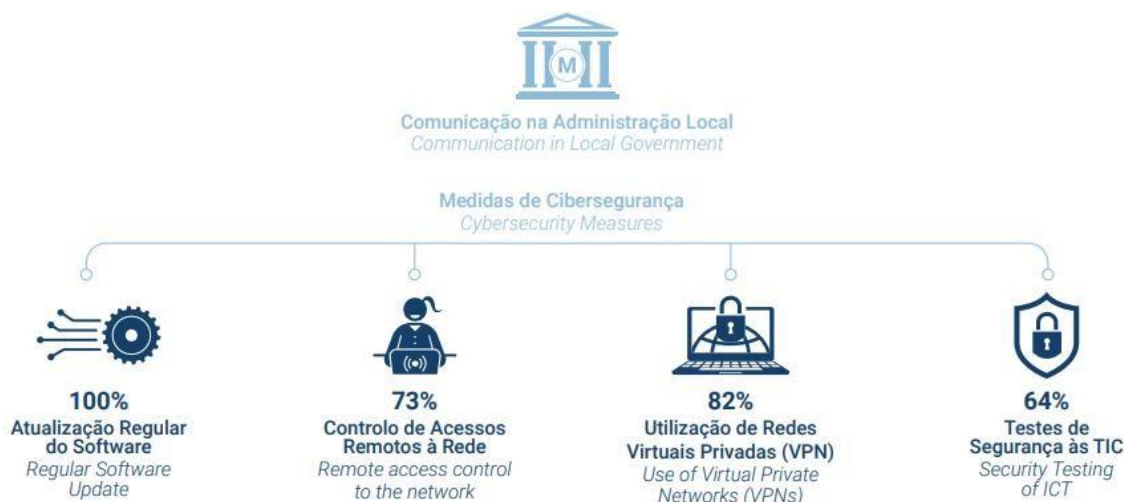 M
Comunicação na Administração Local
Communication in Local Government
Medidas de Cibersegurança
Cybersecurity Measures
100%
Atualização Regular
do Software
Regular Software
Update
73%
Controlo de Acessos
Remotos à Rede
Remote access control
to the network
82%
Utilização de Redes
Virtuais Privadas (VPN)
Use of Virtual Private
Networks (VPNs)
64%
Testes de
Segurança às TIC
Security Testing
of ICT